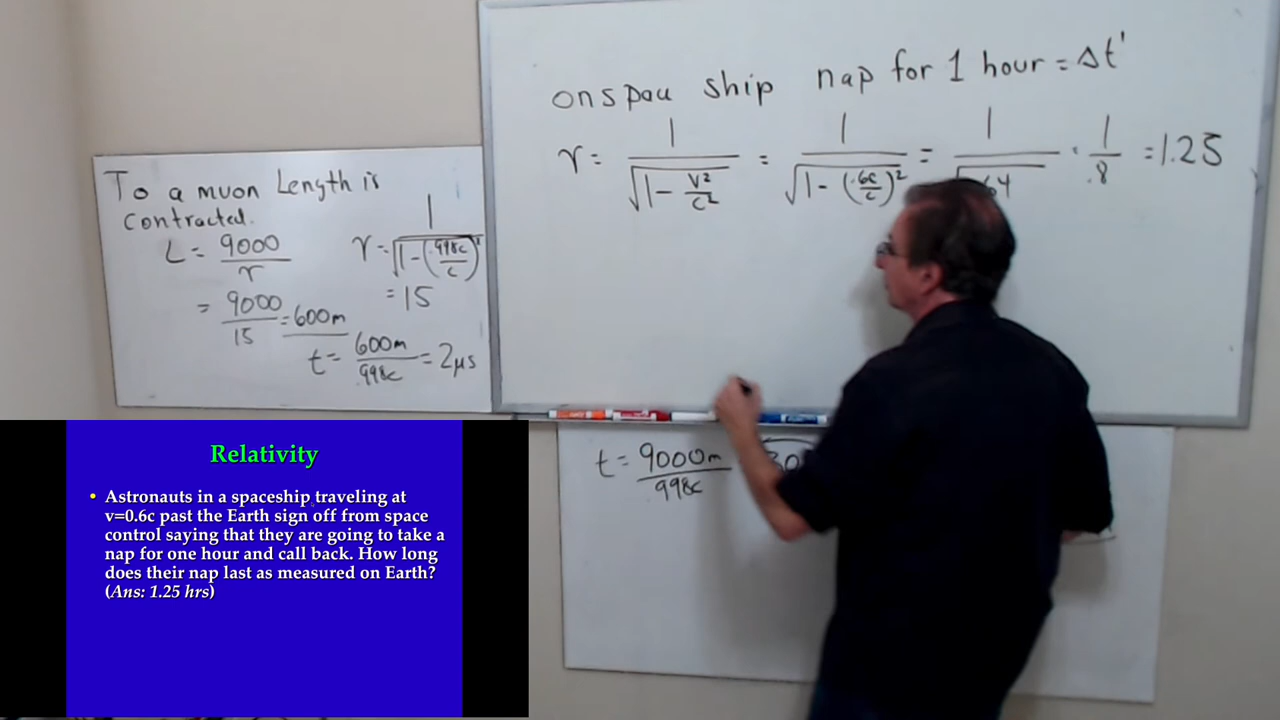 To a muon Length is
contracted.
L = 9000/γ
γ = 1/√(1-(.998c/c)²)
= 9000/15 = 600m
= 15
t = 600m/.998c = 2μs
on spau ship nap for 1 hour = Δt'
γ = 1/√(1-v²/c²) = 1/√(1-(.6c/c)²) = 1/√.64 · 1/.8 = 1.25
t = 9000m/.998c
Relativity
• Astronauts in a spaceship traveling at
v=0.6c past the Earth sign off from space
control saying that they are going to take a
nap for one hour and call back. How long
does their nap last as measured on Earth?
(Ans: 1.25 hrs)